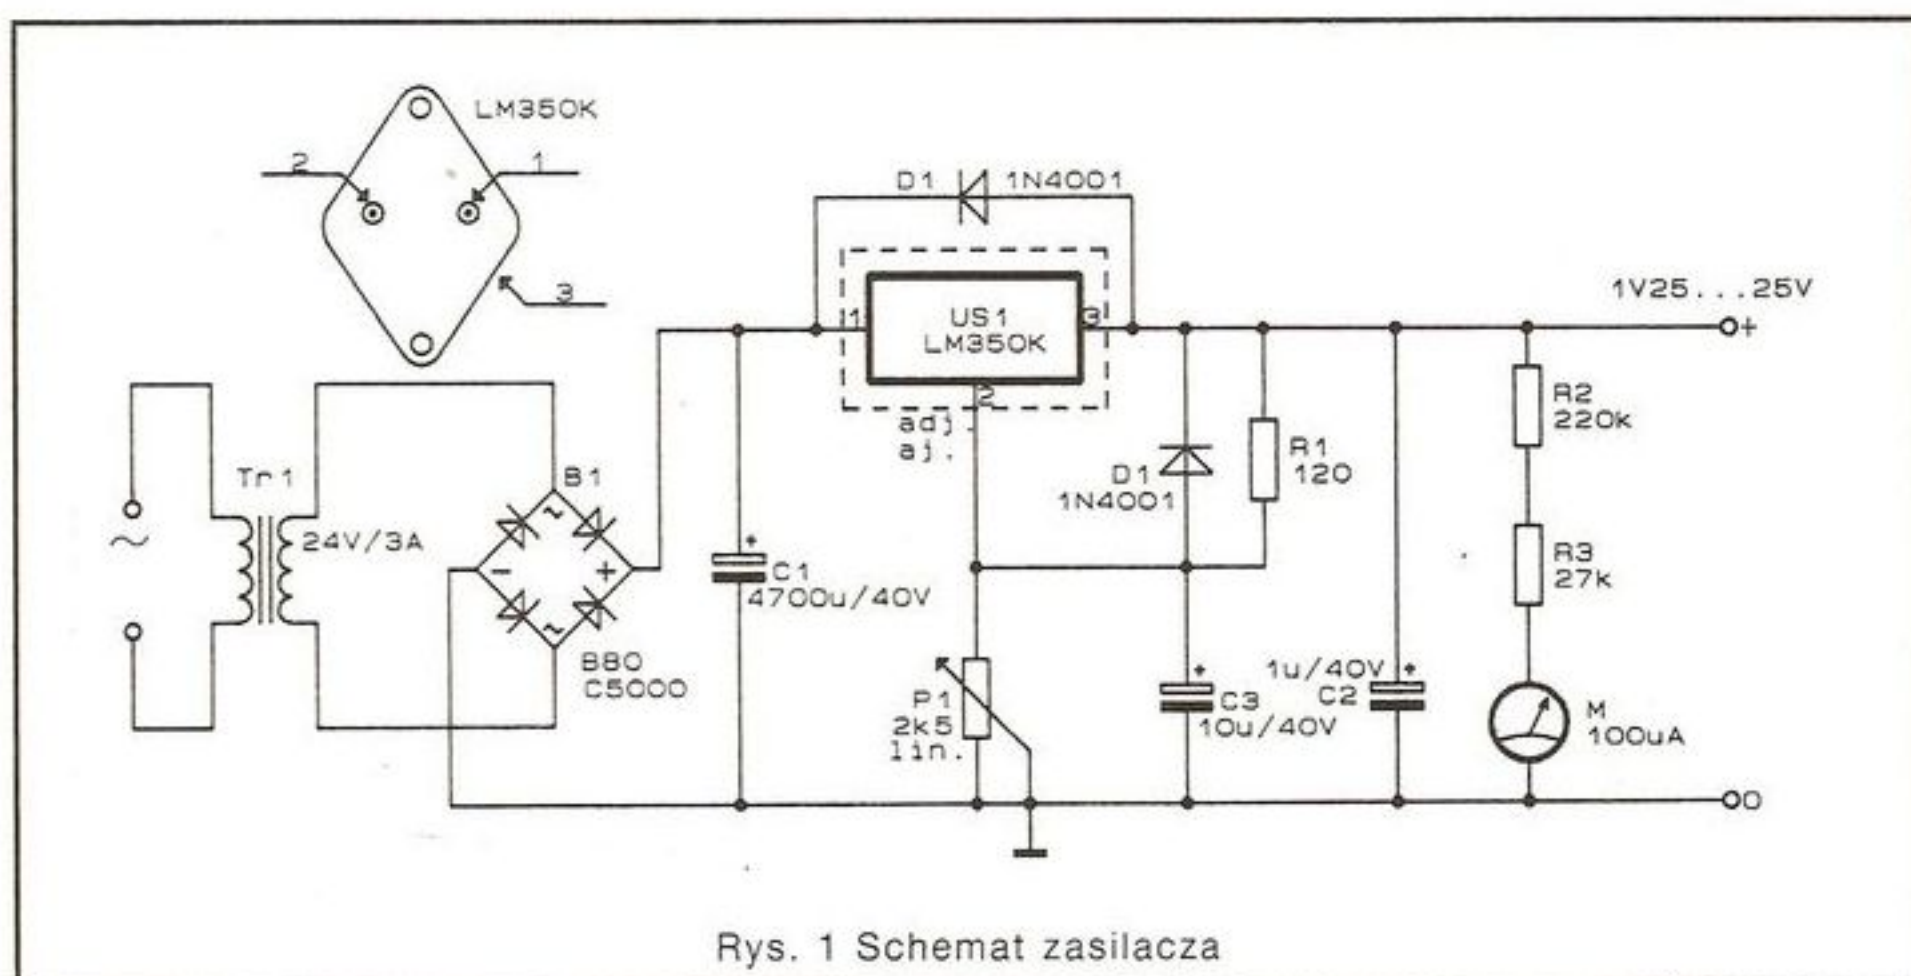 LM350K
2
1
3
D1
1N4001
1
US1
LM350K
3
2
adj.
aj.
1V25...25V
+
R2
220k
D1
1N4001
R1
120
Tr1
24V/3A
B1
~
~
-
+
~
B80
C5000
+
C1
4700u/40V
R3
27k
P1
2k5
lin.
+
C3
10u/40V
1u/40V
+
C2
M
100uA
0
Rys. 1 Schemat zasilacza